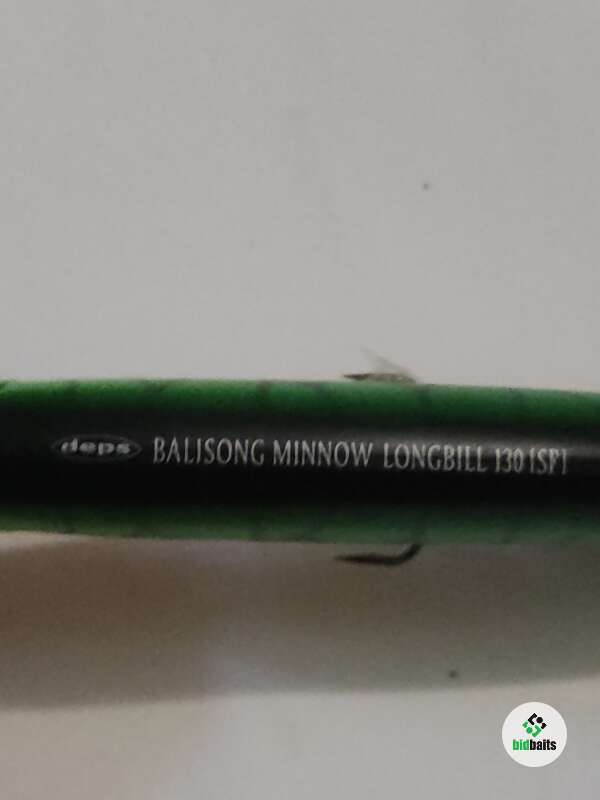 deps BALISONG MINNOW LONGBILL 130 [SP]
bidbaits